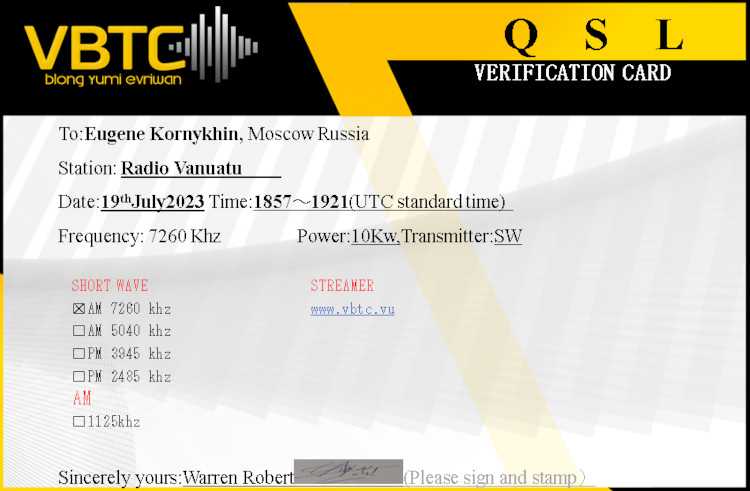 VBTC
blong yumi evriwan
Q S L
VERIFICATION CARD
To:Eugene Kornykhin, Moscow Russia
Station: Radio Vanuatu
Date:19thJuly2023 Time:1857～1921(UTC standard time)
Frequency: 7260 Khz Power:10Kw,Transmitter:SW
SHORT WAVE STREAMER
☒AM 7260 khz www.vbtc.vu
☐AM 5040 khz
☐PM 3945 khz
☐PM 2485 khz
AM
☐1125khz
Sincerely yours:Warren Robert (Please sign and stamp）